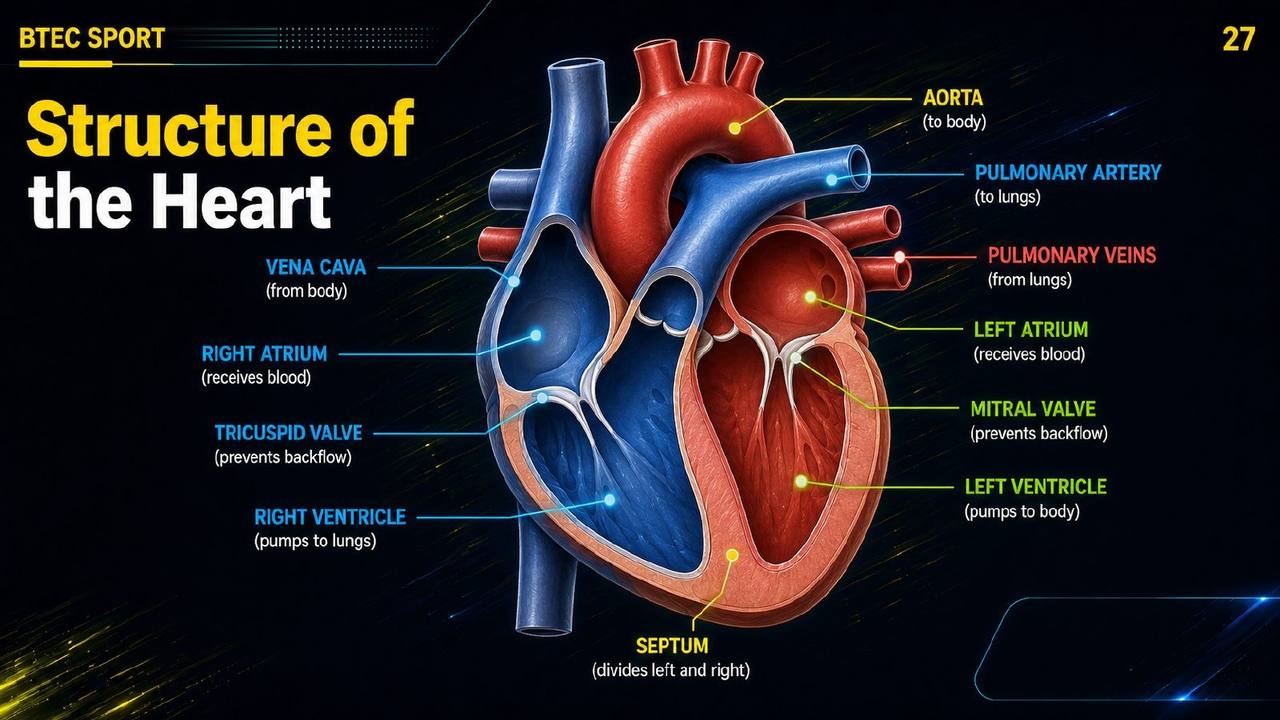 BTEC SPORT
27
Structure of
the Heart
VENA CAVA
(from body)
RIGHT ATRIUM
(receives blood)
TRICUSPID VALVE
(prevents backflow)
RIGHT VENTRICLE
(pumps to lungs)
AORTA
(to body)
PULMONARY ARTERY
(to lungs)
PULMONARY VEINS
(from lungs)
LEFT ATRIUM
(receives blood)
MITRAL VALVE
(prevents backflow)
LEFT VENTRICLE
(pumps to body)
SEPTUM
(divides left and right)